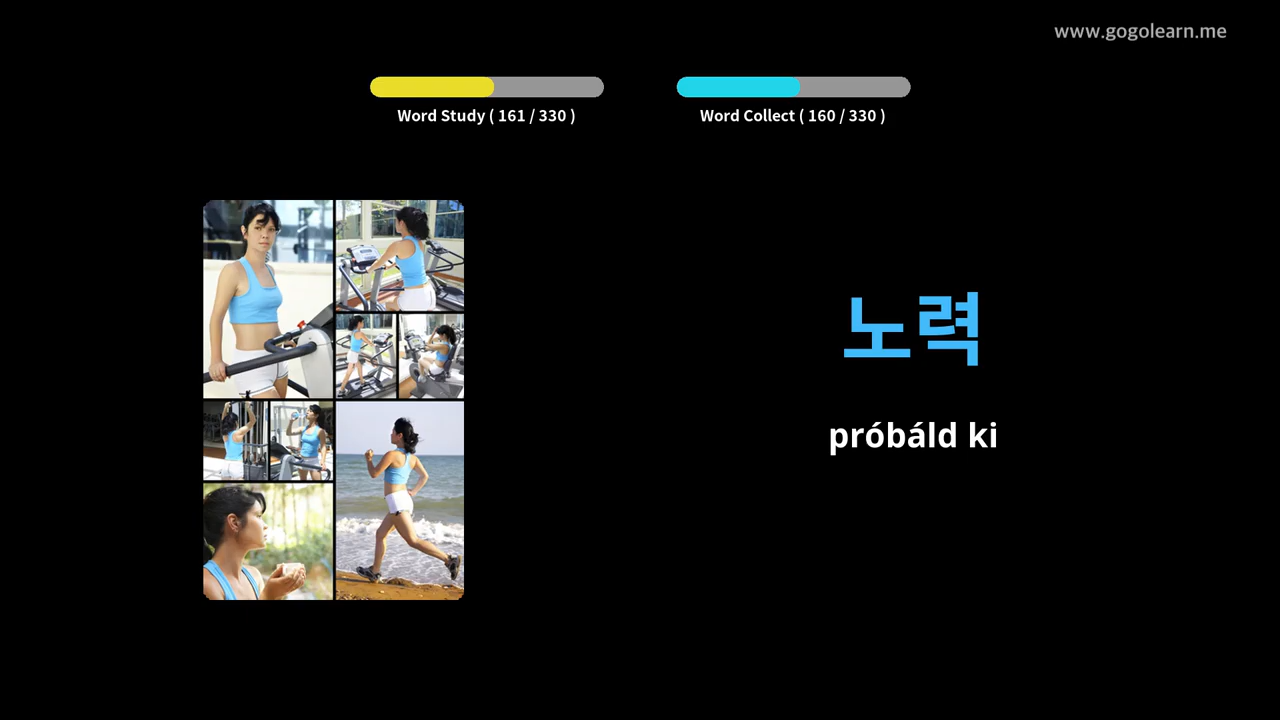 www.gogolearn.me
Word Study ( 161 / 330 )
Word Collect ( 160 / 330 )
노력
próbáld ki